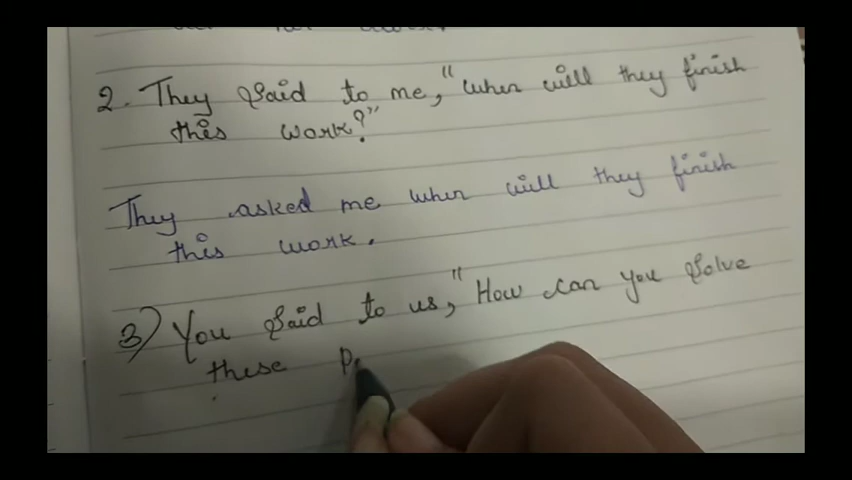 2. They said to me, "when will they finish
this work?"
They asked me when will they finish
this work.
3) You said to us, "How can you solve
these